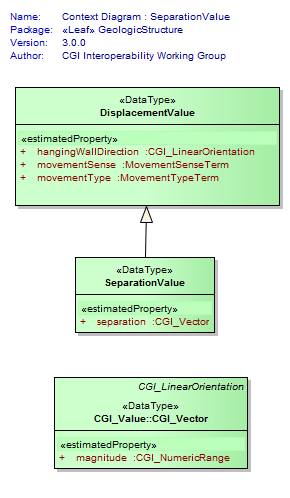 Name: Context Diagram : SeparationValue
Package: «Leaf» GeologicStructure
Version: 3.0.0
Author: CGI Interoperability Working Group
«DataType»
DisplacementValue
«estimatedProperty»
+ hangingWallDirection :CGI_LinearOrientation
+ movementSense :MovementSenseTerm
+ movementType :MovementTypeTerm
«DataType»
SeparationValue
«estimatedProperty»
+ separation :CGI_Vector
CGI_LinearOrientation
«DataType»
CGI_Value::CGI_Vector
«estimatedProperty»
+ magnitude :CGI_NumericRange